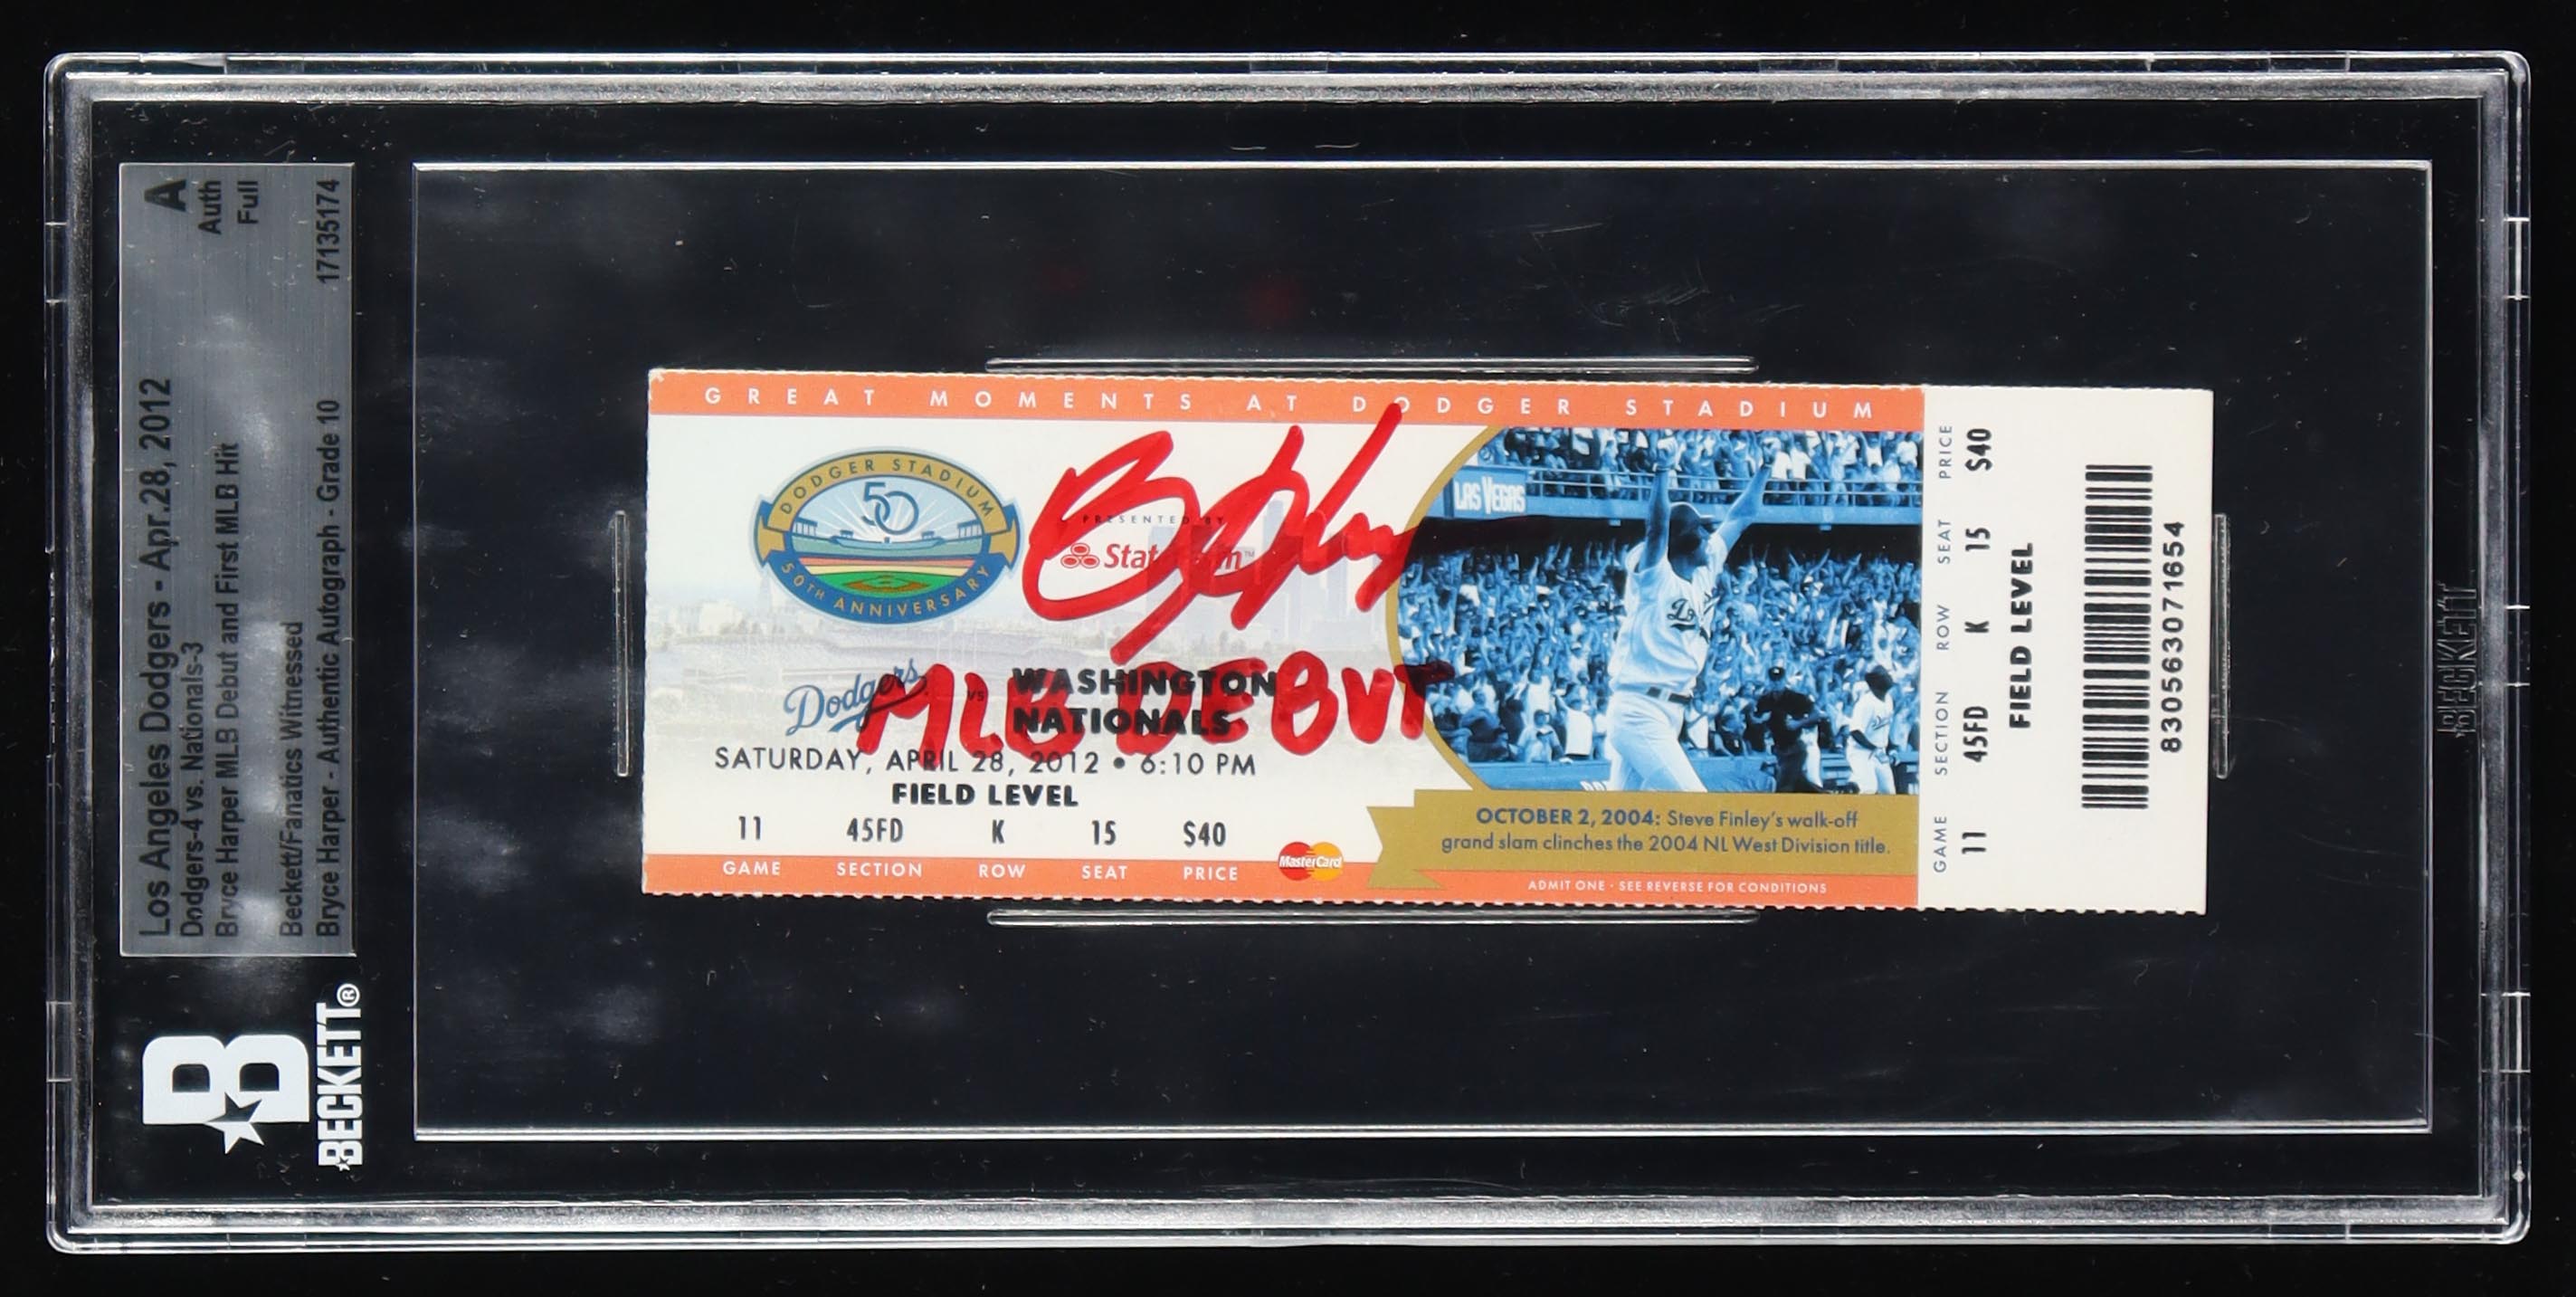 Los Angeles Dodgers - Apr.28, 2012
Dodgers-4 vs. Nationals-3
Bryce Harper MLB Debut and First MLB Hit
Beckett/Fanatics Witnessed
Bryce Harper - Authentic Autograph - Grade 10
A
Auth
Full
17135174
BECKETT®
GREAT MOMENTS AT DODGER STADIUM
DODGER STADIUM
50
50TH ANNIVERSARY
PRESENTED BY
MLB DEBUT
Dodgers VS WASHINGTON
NATIONALS
SATURDAY, APRIL 28, 2012 • 6:10 PM
FIELD LEVEL
11 45FD K 15 $40
GAME SECTION ROW SEAT PRICE
MasterCard
LAS VEGAS
OCTOBER 2, 2004: Steve Finley's walk-off
grand slam clinches the 2004 NL West Division title.
ADMIT ONE · SEE REVERSE FOR CONDITIONS
GAME SECTION ROW SEAT PRICE
11 45FD K 15 $40
FIELD LEVEL
830563071654
BECKETT